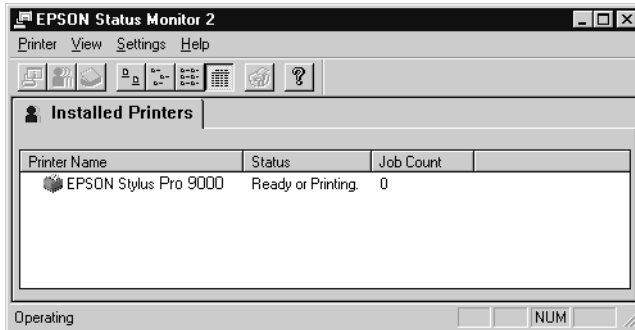 EPSON Status Monitor 2
Printer View Settings Help
?
Installed Printers
Printer Name Status Job Count
EPSON Stylus Pro 9000 Ready or Printing. 0
Operating NUM